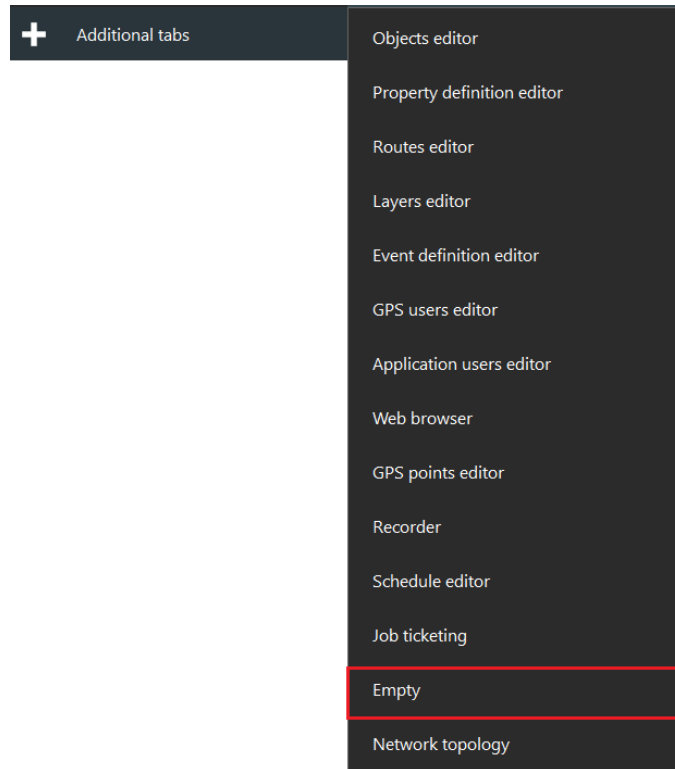 Additional tabs
Objects editor
Property definition editor
Routes editor
Layers editor
Event definition editor
GPS users editor
Application users editor
Web browser
GPS points editor
Recorder
Schedule editor
Job ticketing
Empty
Network topology